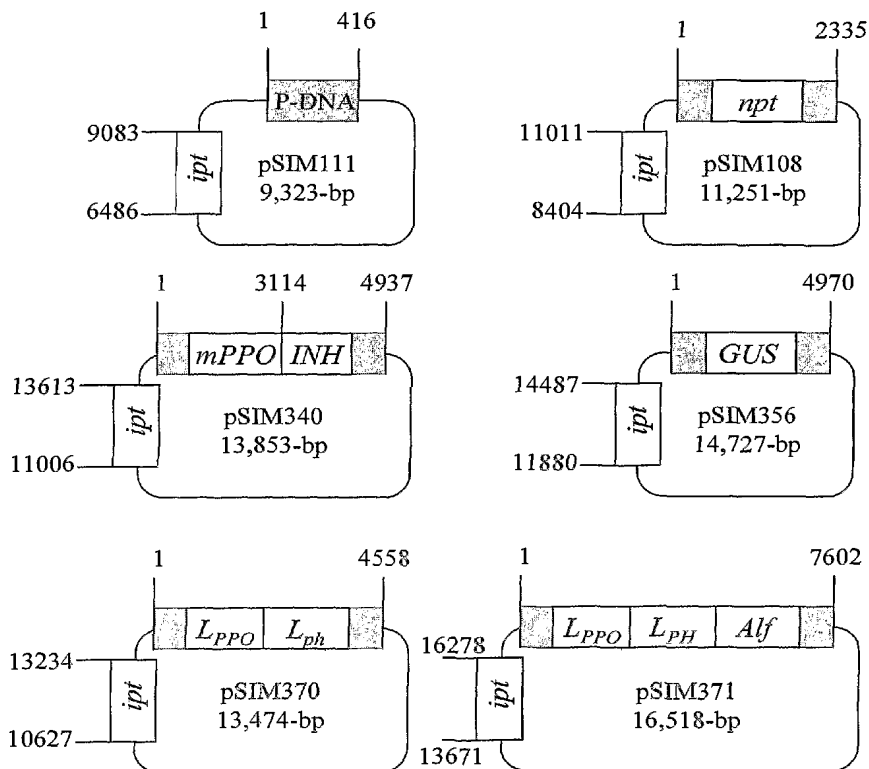 1 416
P-DNA
9083
ipt
6486
pSIM111
9,323-bp
1 2335
npt
11011
ipt
8404
pSIM108
11,251-bp
1 3114 4937
mPPO INH
13613
ipt
11006
pSIM340
13,853-bp
1 4970
GUS
14487
ipt
11880
pSIM356
14,727-bp
1 4558
LPPO Lph
13234
ipt
10627
pSIM370
13,474-bp
1 7602
LPPO LPH Alf
16278
ipt
13671
pSIM371
16,518-bp